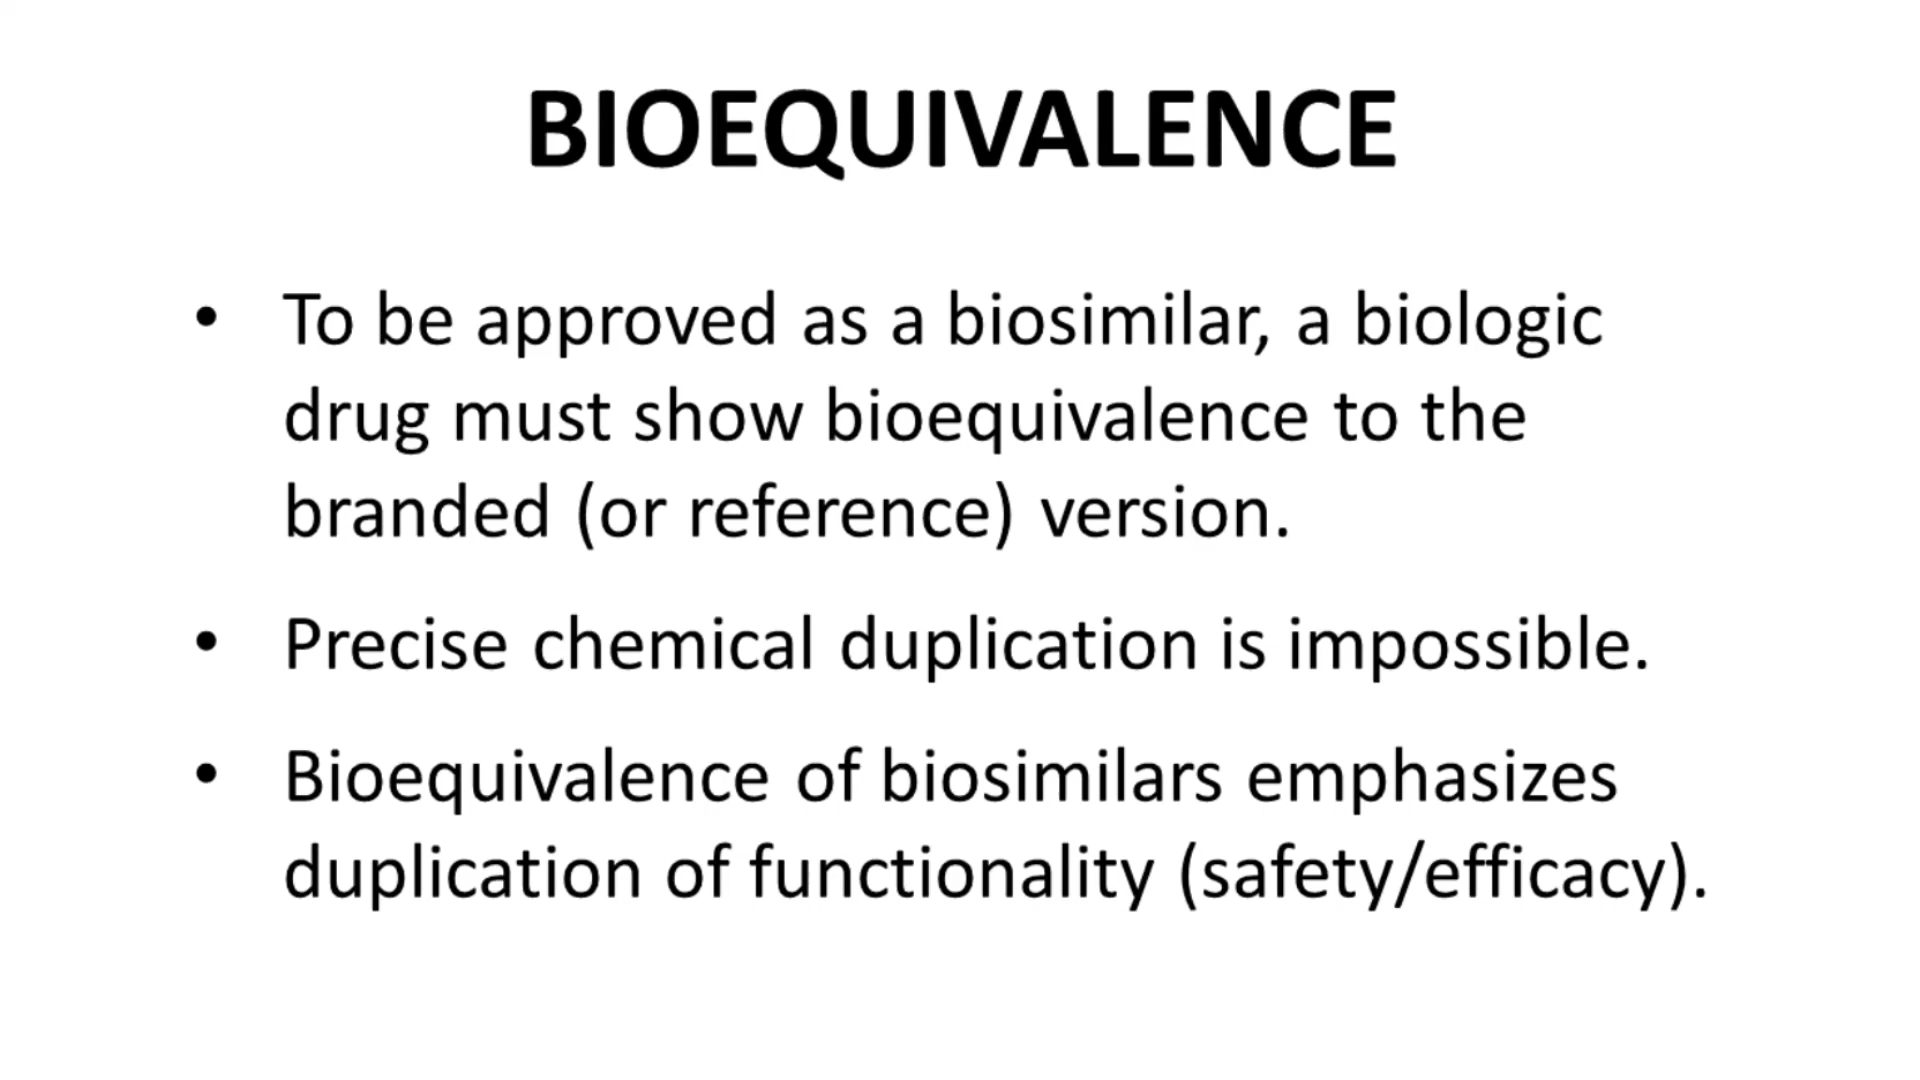 BIOEQUIVALENCE
• To be approved as a biosimilar, a biologic
drug must show bioequivalence to the
branded (or reference) version.
• Precise chemical duplication is impossible.
• Bioequivalence of biosimilars emphasizes
duplication of functionality (safety/efficacy).